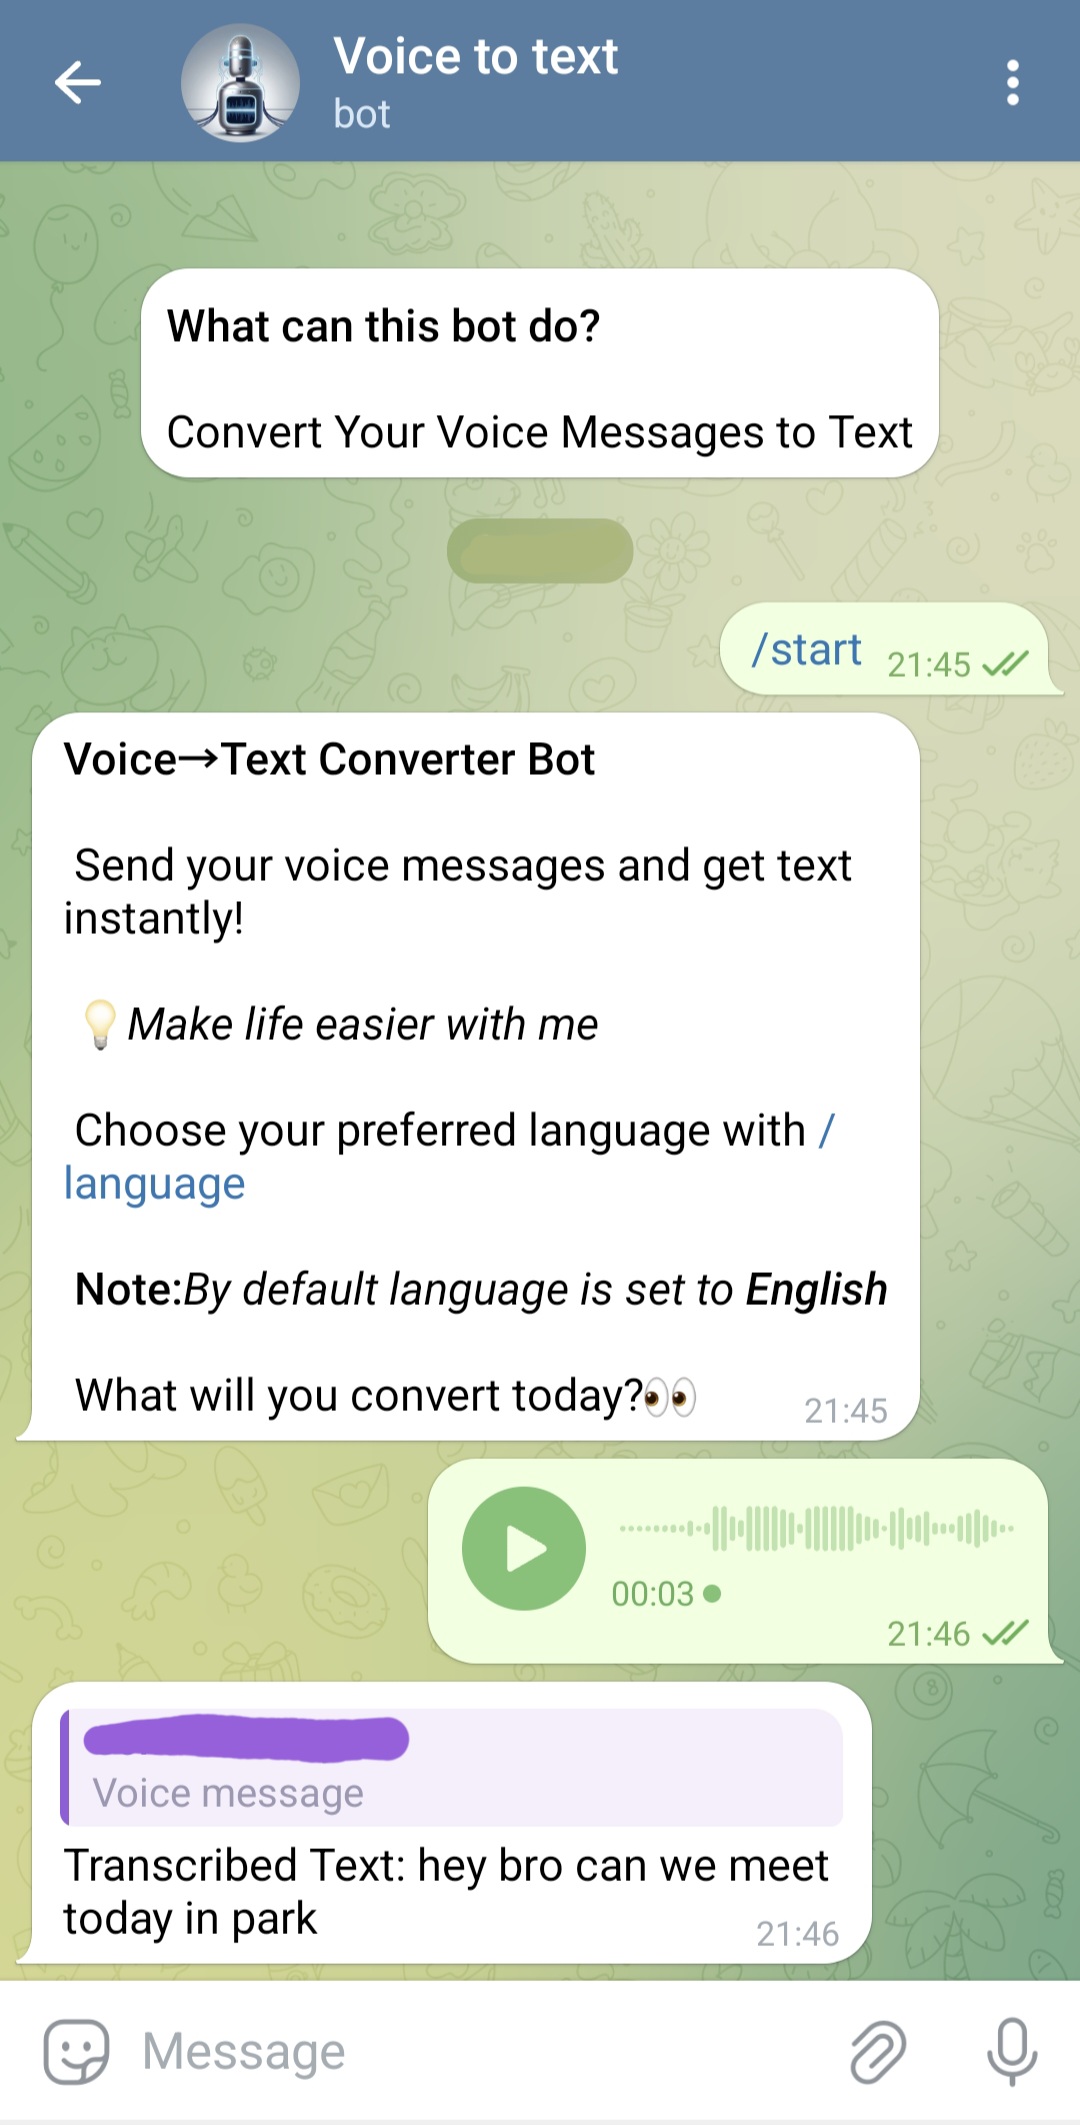 Voice to text
bot
What can this bot do?
Convert Your Voice Messages to Text
/start 21:45
Voice→Text Converter Bot
Send your voice messages and get text
instantly!
💡Make life easier with me
Choose your preferred language with /
language
Note:By default language is set to English
What will you convert today?👀 21:45
00:03
21:46
Voice message
Transcribed Text: hey bro can we meet
today in park 21:46
Message